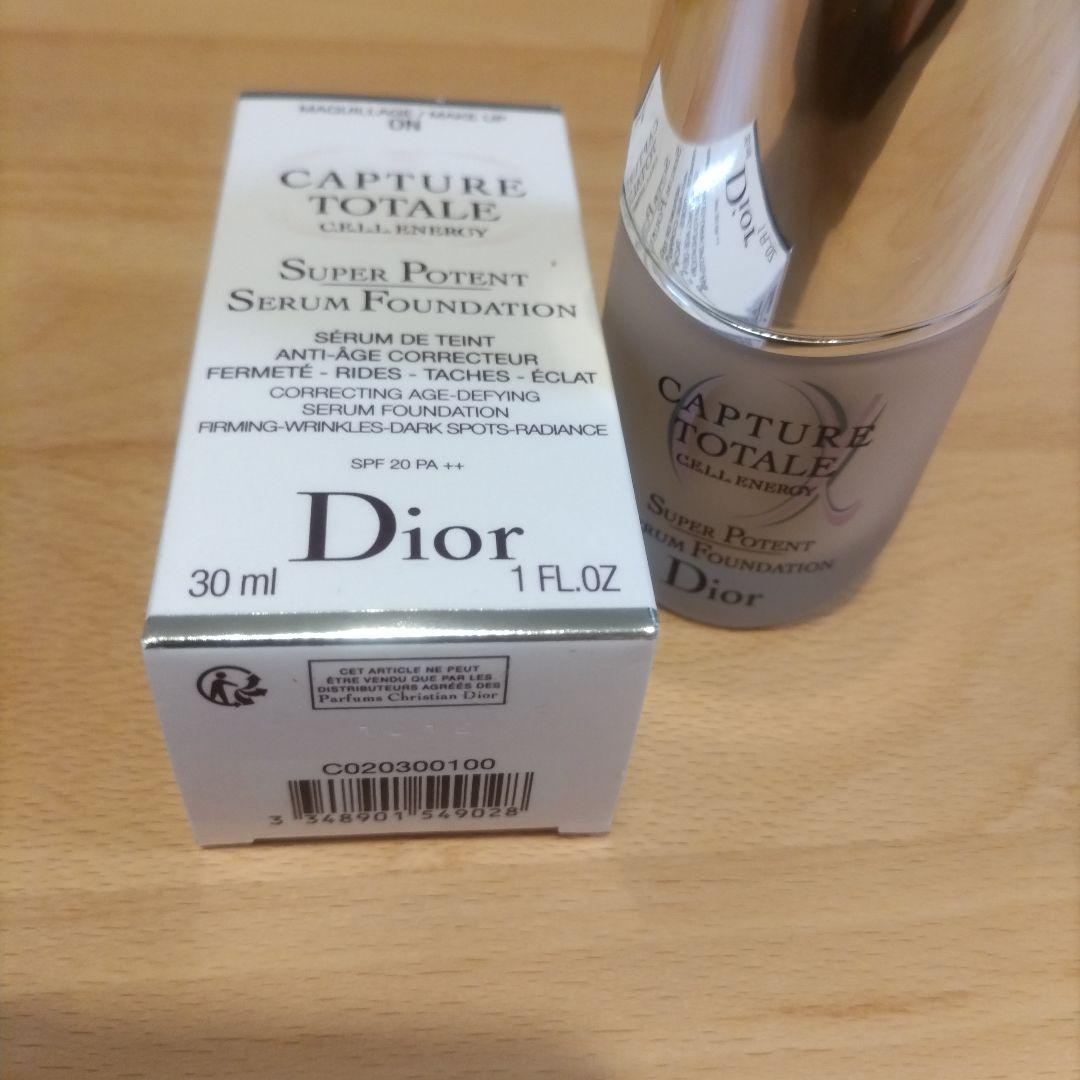 MAQUILLAGE / MAKE UP
ON
CAPTURE
TOTALE
CELL ENERGY
SUPER POTENT
SERUM FOUNDATION
SÉRUM DE TEINT
ANTI-ÂGE CORRECTEUR
FERMETÉ - RIDES - TACHES - ÉCLAT
CORRECTING AGE-DEFYING
SERUM FOUNDATION
FIRMING-WRINKLES-DARK SPOTS-RADIANCE
SPF 20 PA ++
Dior
30 ml 1 FL.OZ
CET ARTICLE NE PEUT
ÊTRE VENDU QUE PAR LES
DISTRIBUTEURS AGRÉÉS DES
Parfums Christian Dior
C020300100
3 348901 549028
Dior
CAPTURE
TOTALE
CELL ENERGY
SUPER POTENT
RUM FOUNDATION
Dior